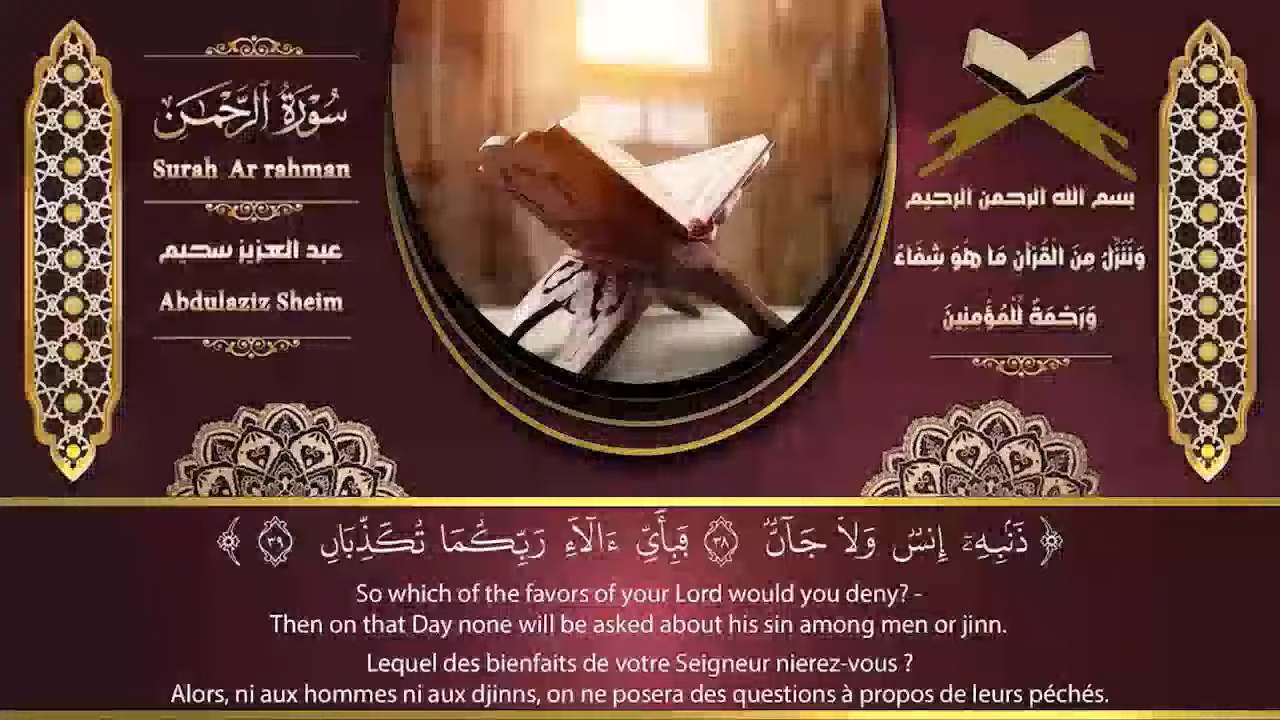 سُوْرَةُ الرَّحْمَٰن
Surah Ar rahman
عبد العزيز سحيم
Abdulaziz Sheim
بسم الله الرحمن الرحيم
وَنُنَزِّلُ مِنَ الْقُرْآنِ مَا هُوَ شِفَاءٌ
وَرَحْمَةٌ لِّلْمُؤْمِنِينَ
﴿ ذَنۢبِهِۦٓ إِنسٌ وَلَا جَآنٌّ ٣٨ فَبِأَيِّ ءَالَآءِ رَبِّكُمَا تُكَذِّبَانِ ٣٩ ﴾
So which of the favors of your Lord would you deny? -
Then on that Day none will be asked about his sin among men or jinn.
Lequel des bienfaits de votre Seigneur nierez-vous ?
Alors, ni aux hommes ni aux djinns, on ne posera des questions à propos de leurs péchés.